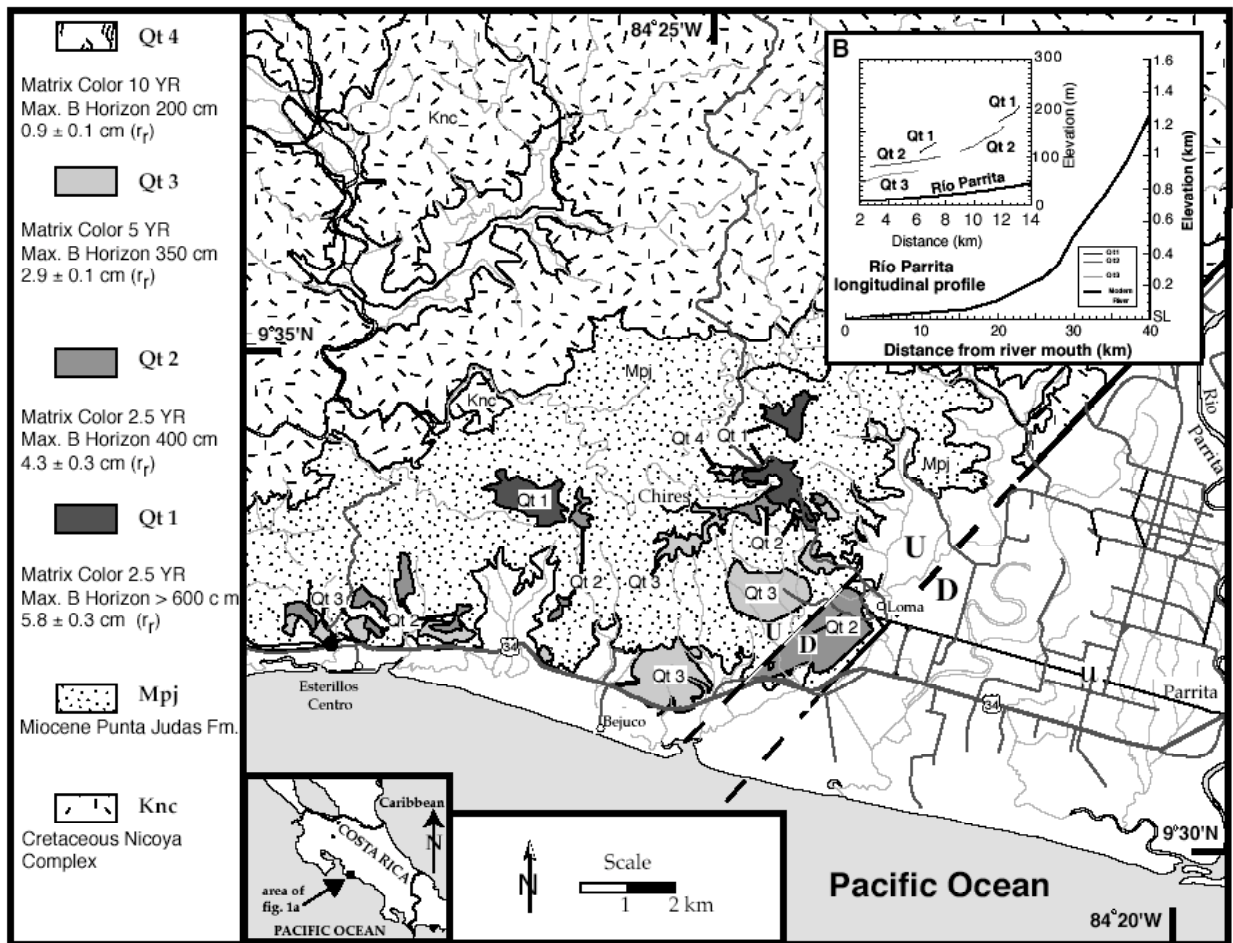 Qt 4
Matrix Color 10 YR
Max. B Horizon 200 cm
0.9 ± 0.1 cm (rr)
Qt 3
Matrix Color 5 YR
Max. B Horizon 350 cm
2.9 ± 0.1 cm (rr)
Qt 2
Matrix Color 2.5 YR
Max. B Horizon 400 cm
4.3 ± 0.3 cm (rr)
Qt 1
Matrix Color 2.5 YR
Max. B Horizon > 600 c m
5.8 ± 0.3 cm (rr)
Mpj
Miocene Punta Judas Fm.
Knc
Cretaceous Nicoya
Complex
84°25'W
Knc
9°35'N
Knc
Mpj
Qt 4
Qt 1
Mpj
Qt 1
Chires
Qt 2
Qt 2
Qt 3
Qt 3
Qt 3
Qt 2
Qt 2
Qt 3
U
D
U
D
U
Loma
34
34
Esterillos
Centro
Bejuco
Parrita
Río
Parrita
9°30'N
84°20'W
Pacific Ocean
B
300
200
100
0
Elevation (m)
Qt 1
Qt 1
Qt 2
Qt 2
Qt 3
Río Parrita
2 4 6 8 10 12 14
Distance (km)
1.6
1.4
1.2
1
0.8
0.6
0.4
0.2
SL
Elevation (km)
Río Parrita
longitudinal profile
Qt1
Qt2
Qt3
Modern
River
0 10 20 30 40
Distance from river mouth (km)
Caribbean
N
COSTA RICA
area of
fig. 1a
PACIFIC OCEAN
N
Scale
1 2 km